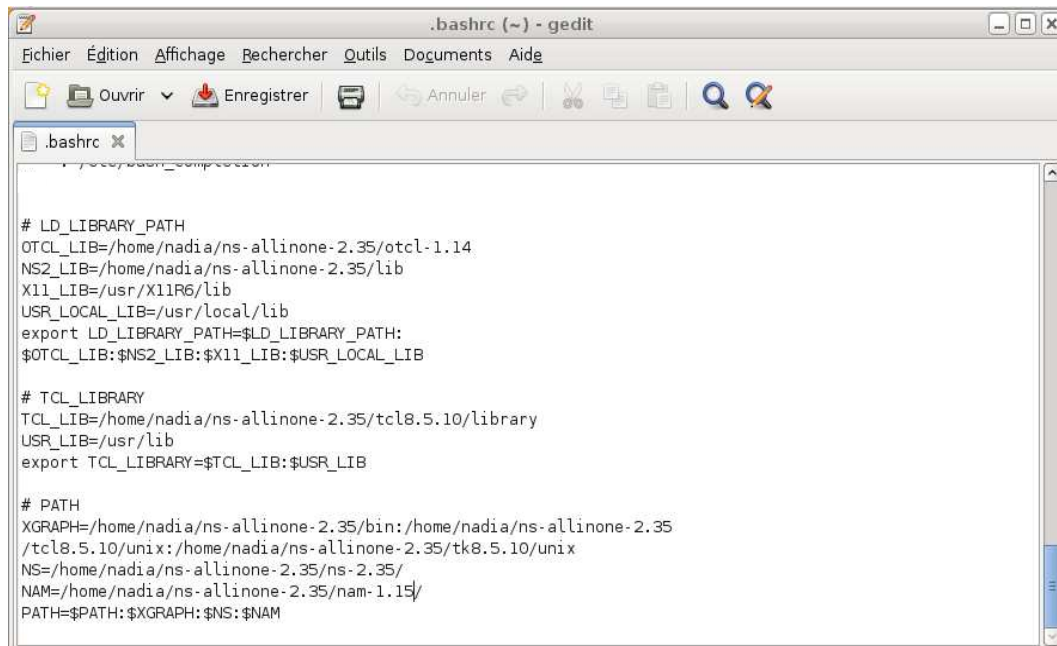 .bashrc (~) - gedit
Fichier Édition Affichage Rechercher Outils Documents Aide
Ouvrir Enregistrer Annuler
.bashrc
# LD_LIBRARY_PATH
OTCL_LIB=/home/nadia/ns-allinone-2.35/otcl-1.14
NS2_LIB=/home/nadia/ns-allinone-2.35/lib
X11_LIB=/usr/X11R6/lib
USR_LOCAL_LIB=/usr/local/lib
export LD_LIBRARY_PATH=$LD_LIBRARY_PATH:
$OTCL_LIB:$NS2_LIB:$X11_LIB:$USR_LOCAL_LIB
# TCL_LIBRARY
TCL_LIB=/home/nadia/ns-allinone-2.35/tcl8.5.10/library
USR_LIB=/usr/lib
export TCL_LIBRARY=$TCL_LIB:$USR_LIB
# PATH
XGRAPH=/home/nadia/ns-allinone-2.35/bin:/home/nadia/ns-allinone-2.35
/tcl8.5.10/unix:/home/nadia/ns-allinone-2.35/tk8.5.10/unix
NS=/home/nadia/ns-allinone-2.35/ns-2.35/
NAM=/home/nadia/ns-allinone-2.35/nam-1.15/
PATH=$PATH:$XGRAPH:$NS:$NAM